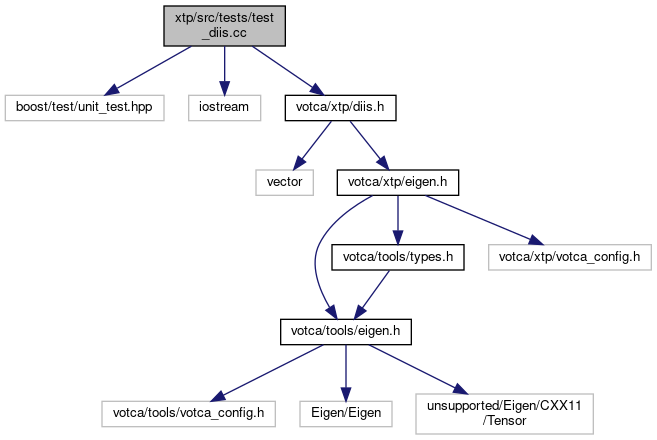 xtp/src/tests/test
_diis.cc
boost/test/unit_test.hpp
iostream
votca/xtp/diis.h
vector
votca/xtp/eigen.h
votca/tools/types.h
votca/xtp/votca_config.h
votca/tools/eigen.h
votca/tools/votca_config.h
Eigen/Eigen
unsupported/Eigen/CXX11
/Tensor